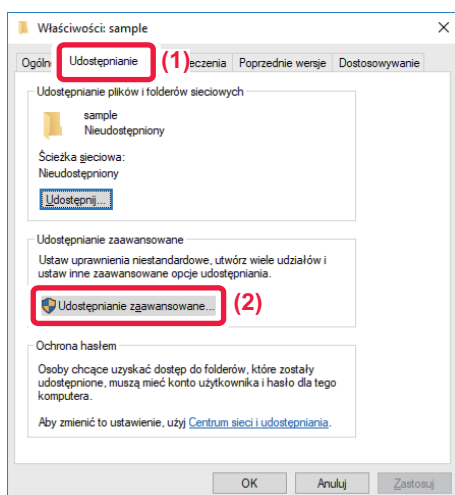 Właściwości: sample
Ogóln Udostępnianie (1) eczenia Poprzednie wersje Dostosowywanie
Udostępnianie plików i folderów sieciowych
sample
Nieudostępniony
Ścieżka sieciowa:
Nieudostępniony
Udostępnij...
Udostępnianie zaawansowane
Ustaw uprawnienia niestandardowe, utwórz wiele udziałów i
ustaw inne zaawansowane opcje udostępniania.
Udostępnianie zaawansowane... (2)
Ochrona hasłem
Osoby chcące uzyskać dostęp do folderów, które zostały
udostępnione, muszą mieć konto użytkownika i hasło dla tego
komputera.
Aby zmienić to ustawienie, użyj Centrum sieci i udostępniania.
OK Anuluj Zastosuj